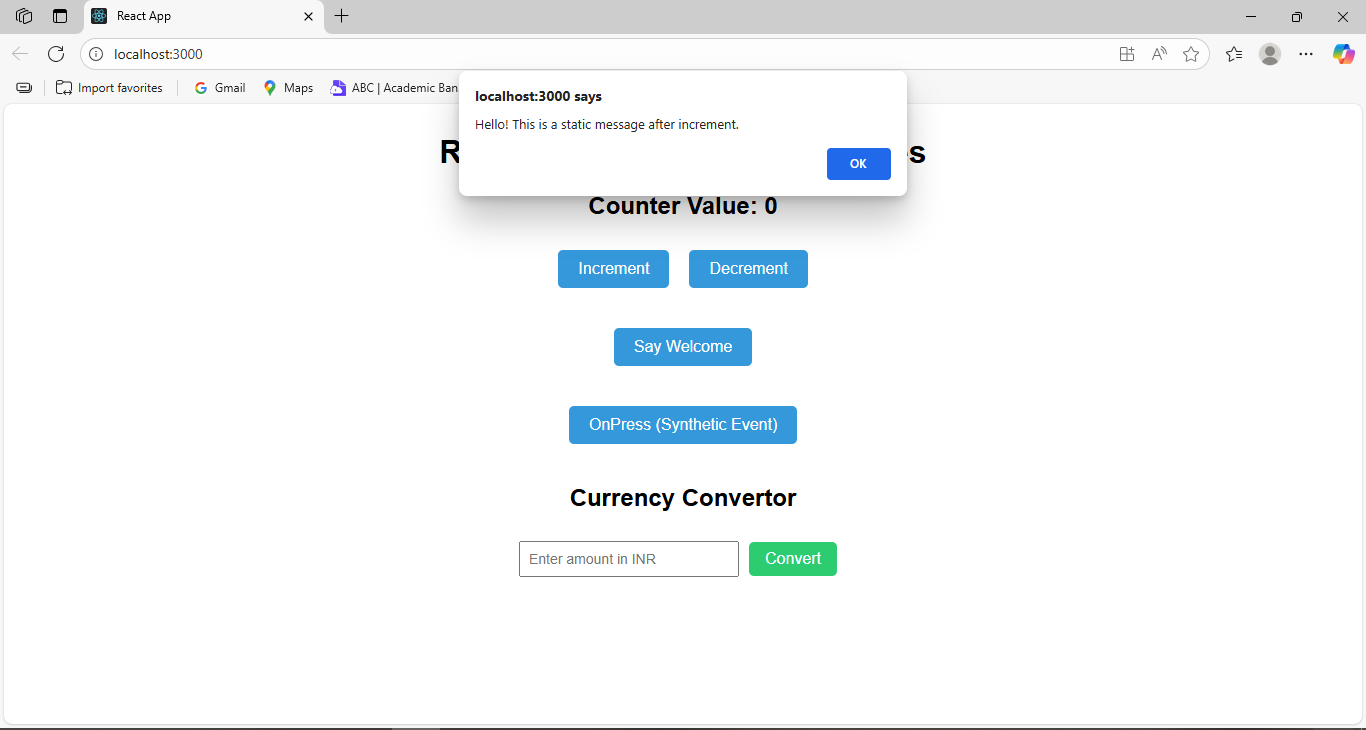 React App
localhost:3000
Import favorites
Gmail
Maps
ABC | Academic Ban
localhost:3000 says
Hello! This is a static message after increment.
OK
Counter Value: 0
Increment
Decrement
Say Welcome
OnPress (Synthetic Event)
Currency Convertor
Enter amount in INR
Convert